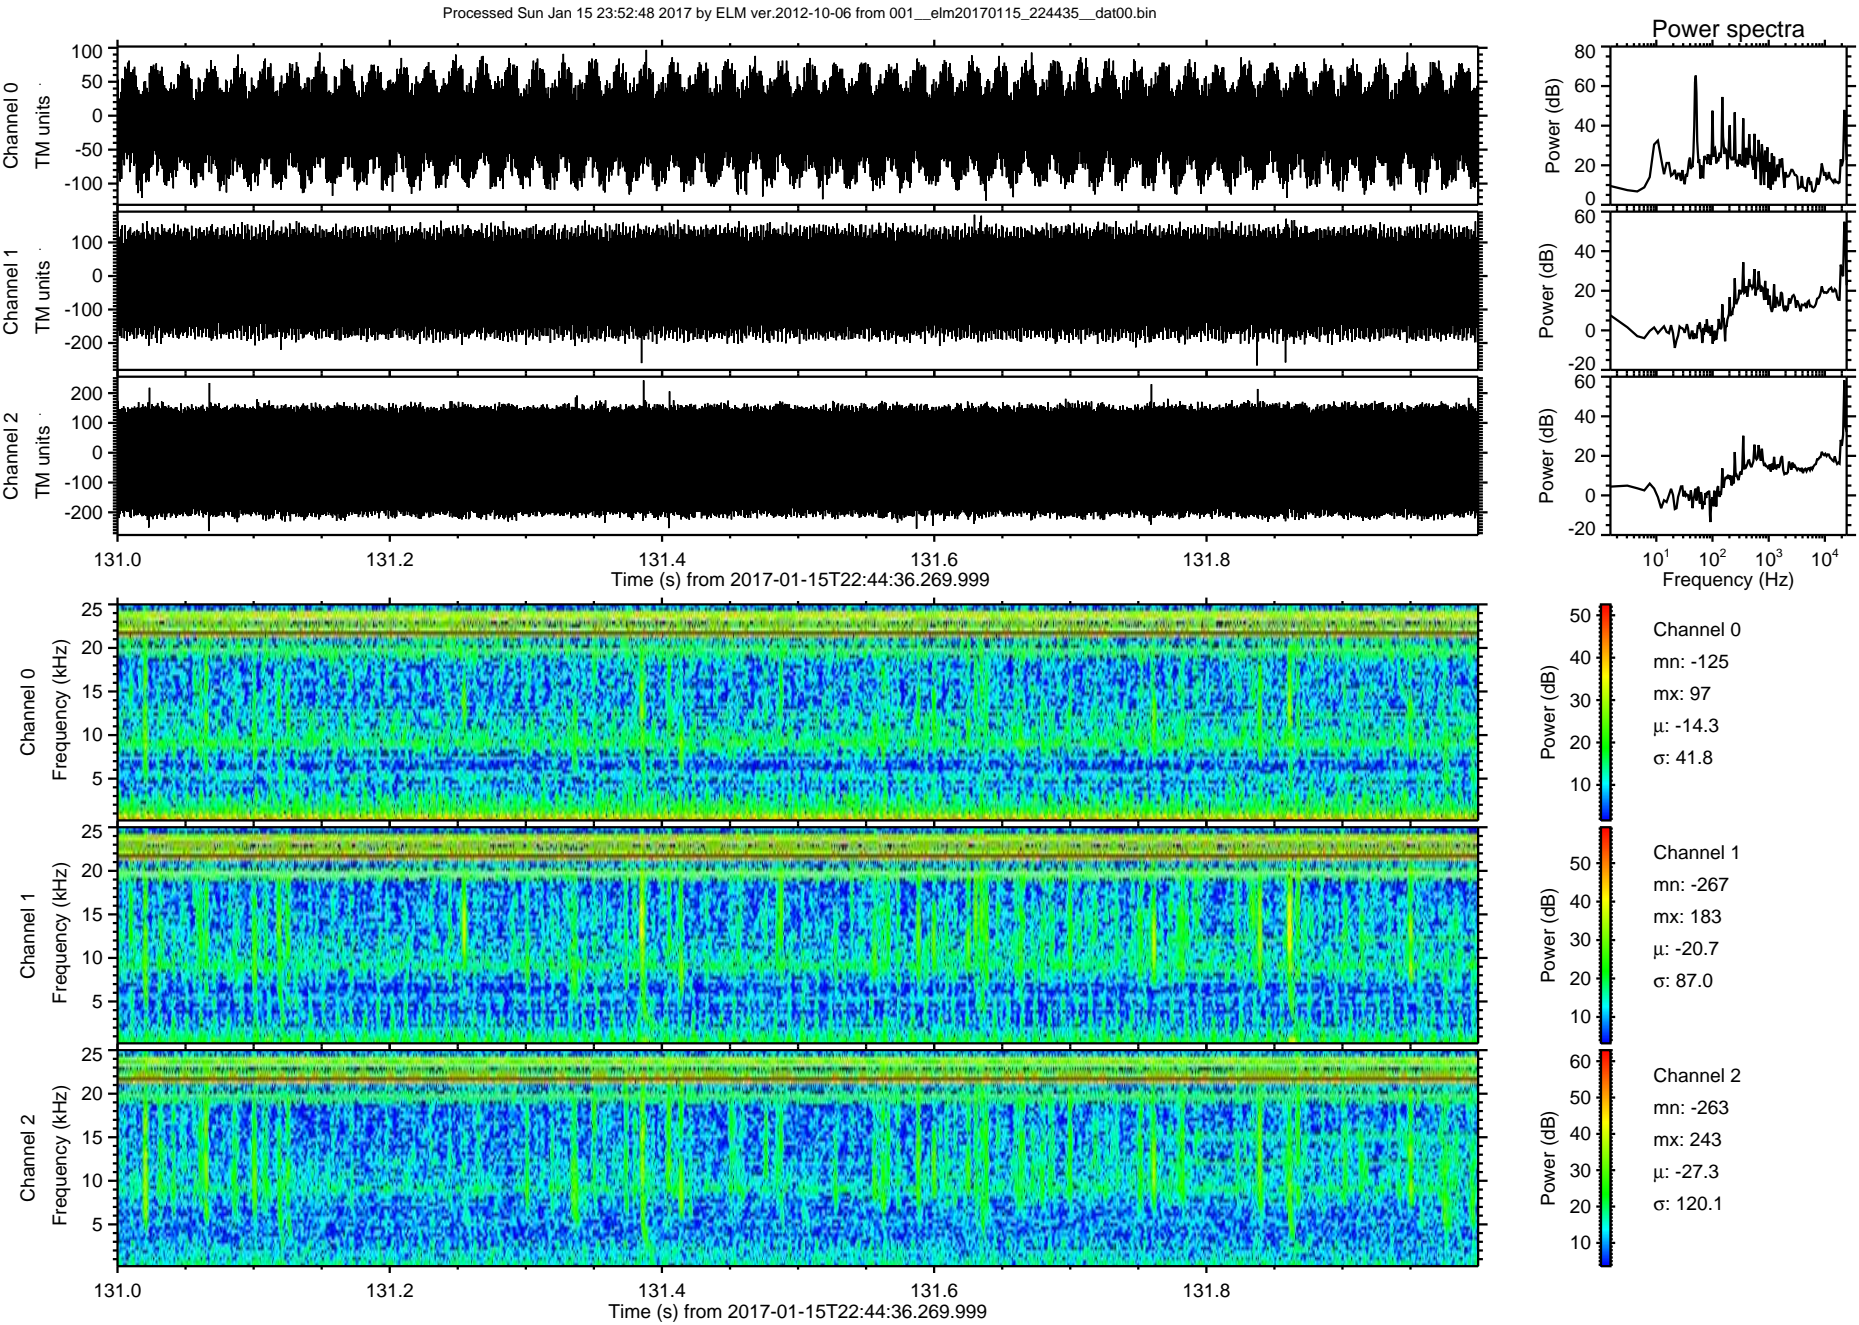 Processed Sun Jan 15 23:52:48 2017 by ELM ver.2012-10-06 from 001__elm20170115_224435__dat00.bin
Power spectra
Channel 0
TM units
100
50
0
-50
-100
Power (dB)
80
60
40
20
0
Channel 1
TM units
100
0
-100
-200
Power (dB)
60
40
20
0
-20
Channel 2
TM units
200
100
0
-100
-200
Power (dB)
60
40
20
0
-20
131.0 131.2 131.4 131.6 131.8
Time (s) from 2017-01-15T22:44:36.269.999
10¹ 10² 10³ 10⁴
Frequency (Hz)
Channel 0
Frequency (kHz)
25
20
15
10
5
Power (dB)
50
40
30
20
10
Channel 0
mn: -125
mx: 97
μ: -14.3
σ: 41.8
Channel 1
Frequency (kHz)
25
20
15
10
5
Power (dB)
50
40
30
20
10
Channel 1
mn: -267
mx: 183
μ: -20.7
σ: 87.0
Channel 2
Frequency (kHz)
25
20
15
10
5
Power (dB)
60
50
40
30
20
10
Channel 2
mn: -263
mx: 243
μ: -27.3
σ: 120.1
131.0 131.2 131.4 131.6 131.8
Time (s) from 2017-01-15T22:44:36.269.999